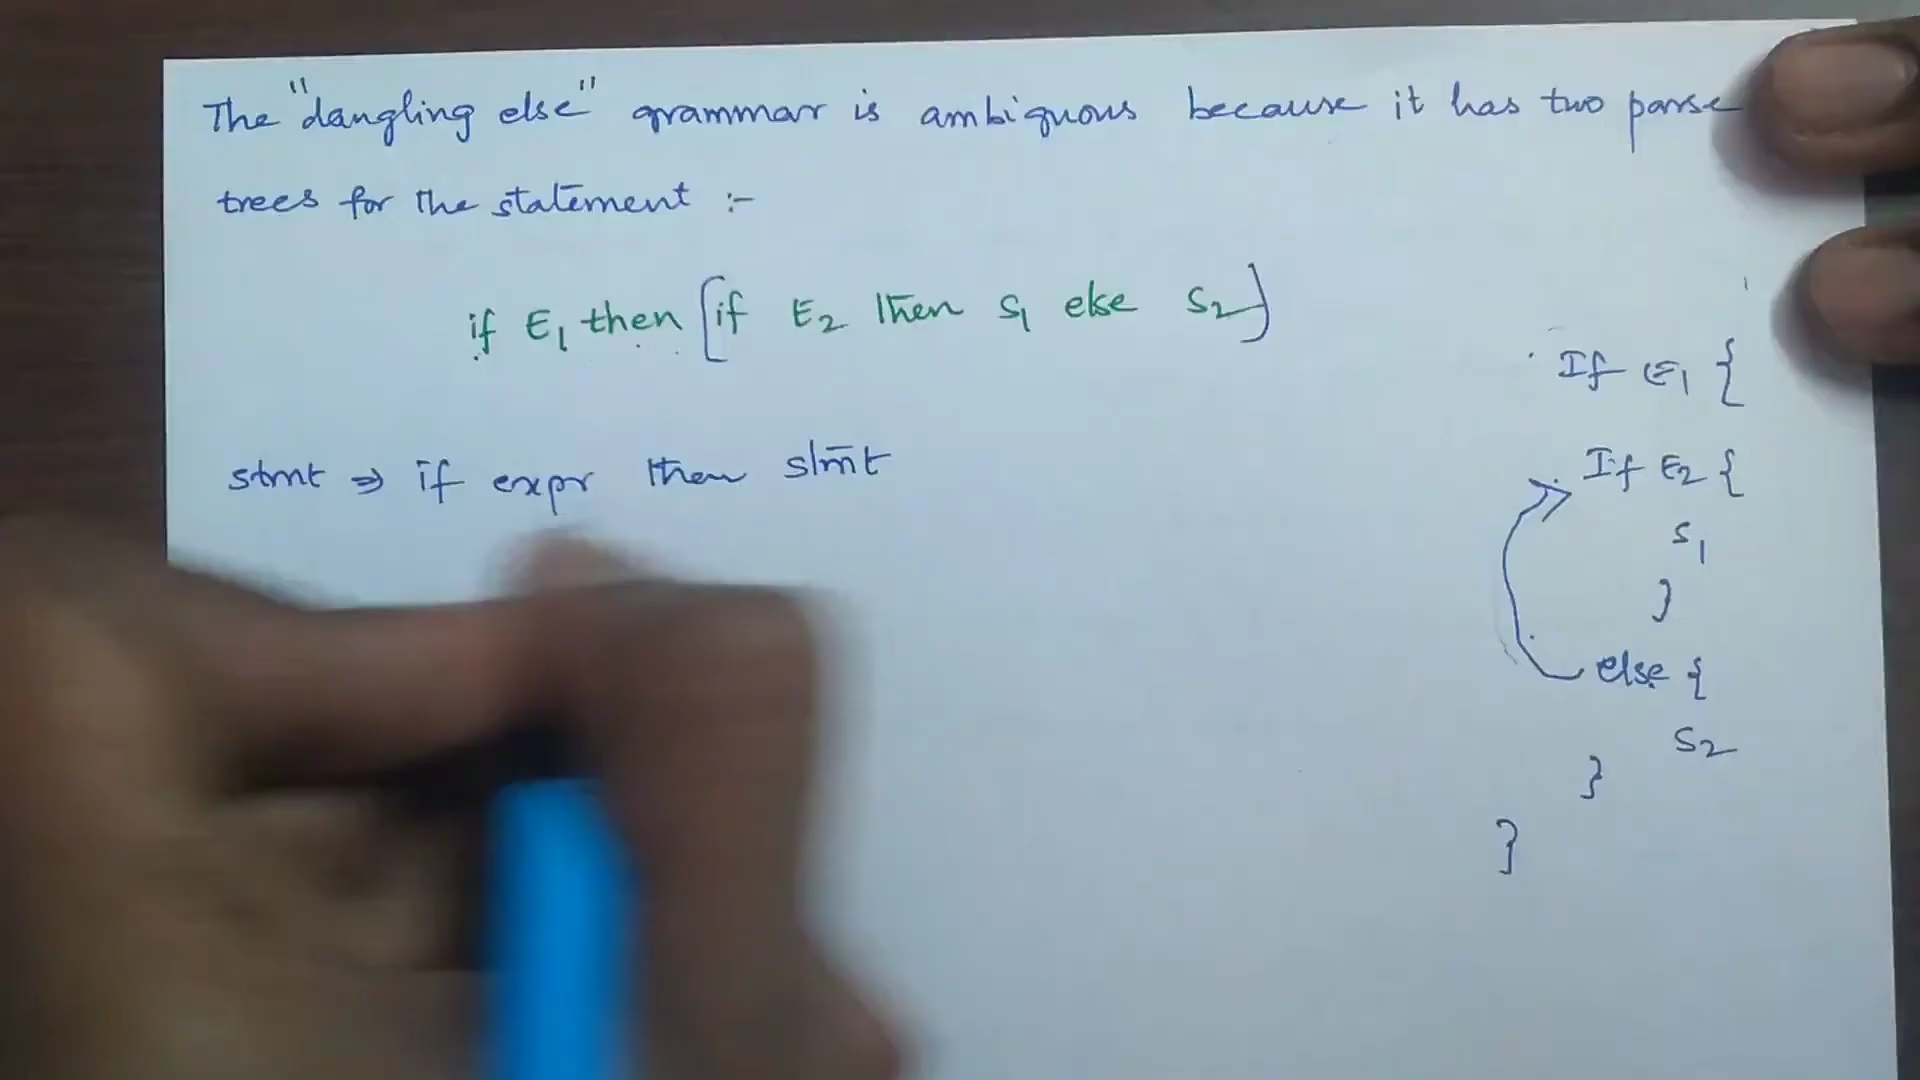 The "dangling else" grammar is ambiguous because it has two parse
trees for the statement :-
if E1 then [if E2 then S1 else S2]
stmt ⇒ if expr then stmt
If E1 {
If E2 {
S1
}
else {
S2
}
}